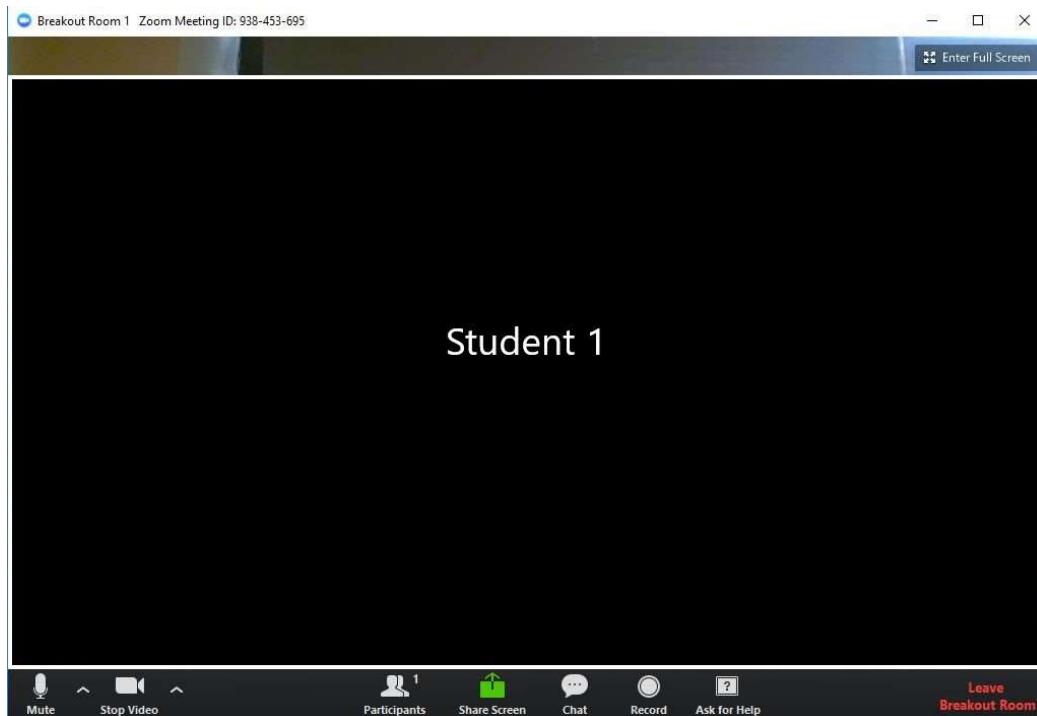 Breakout Room 1 Zoom Meeting ID: 938-453-695
Enter Full Screen
Student 1
1
Mute Stop Video Participants Share Screen Chat Record Ask for Help
Leave
Breakout Room